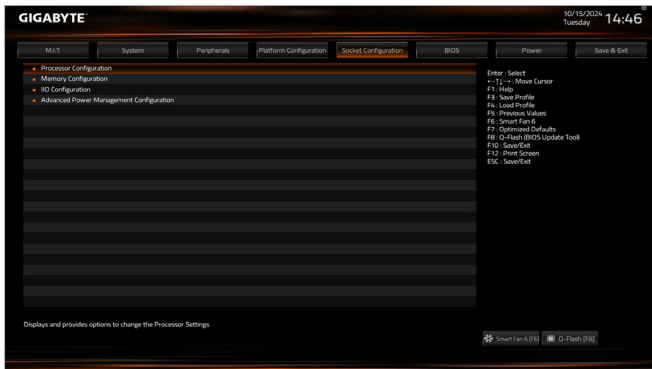 GIGABYTE
10/15/2024
Tuesday
14:46
M.I.T.
System
Peripherals
Platform Configuration
Socket Configuration
BIOS
Power
Save & Exit
Processor Configuration
Memory Configuration
IIO Configuration
Advanced Power Management Configuration
Enter : Select
←↑↓→ : Move Cursor
F1 : Help
F3 : Save Profile
F4 : Load Profile
F5 : Previous Values
F6 : Smart Fan 6
F7 : Optimized Defaults
F8 : Q-Flash (BIOS Update Tool)
F10 : Save/Exit
F12 : Print Screen
ESC : Save/Exit
Displays and provides options to change the Processor Settings
Smart Fan 6 [F6]
Q-Flash [F8]